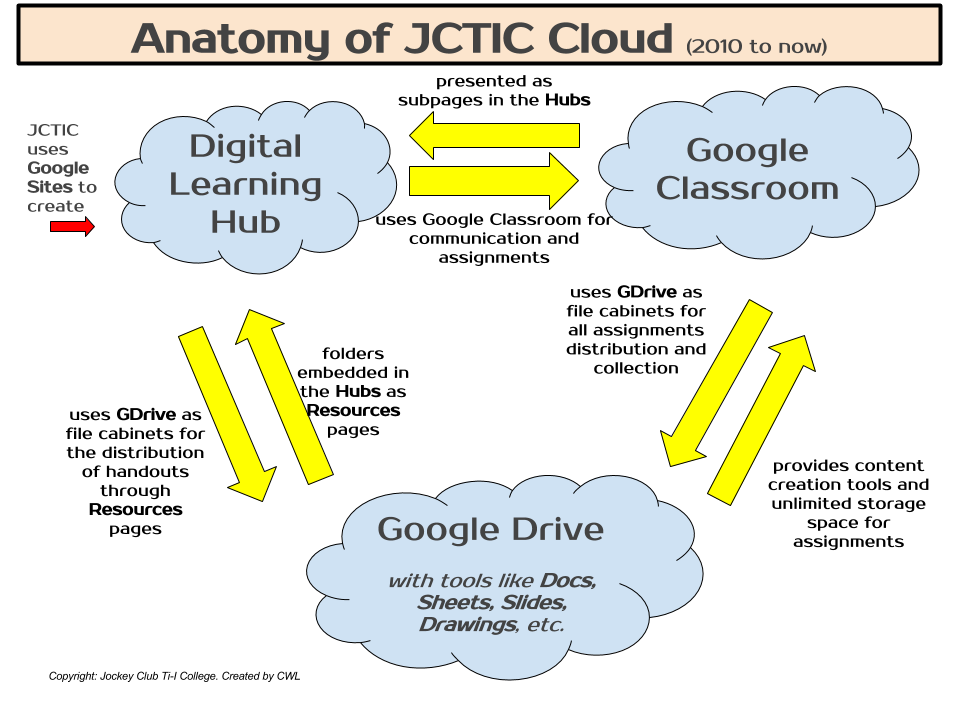 Anatomy of JCTIC Cloud (2010 to now)
JCTIC
uses
Google
Sites to
create
Digital
Learning
Hub
presented as
subpages in the Hubs
uses Google Classroom for
communication and
assignments
Google
Classroom
uses GDrive as
file cabinets for
all assignments
distribution and
collection
folders
embedded in
the Hubs as
Resources
pages
uses GDrive as
file cabinets for
the distribution
of handouts
through
Resources
pages
provides content
creation tools and
unlimited storage
space for
assignments
Google Drive
with tools like Docs,
Sheets, Slides,
Drawings, etc.
Copyright: Jockey Club Ti-I College. Created by CWL